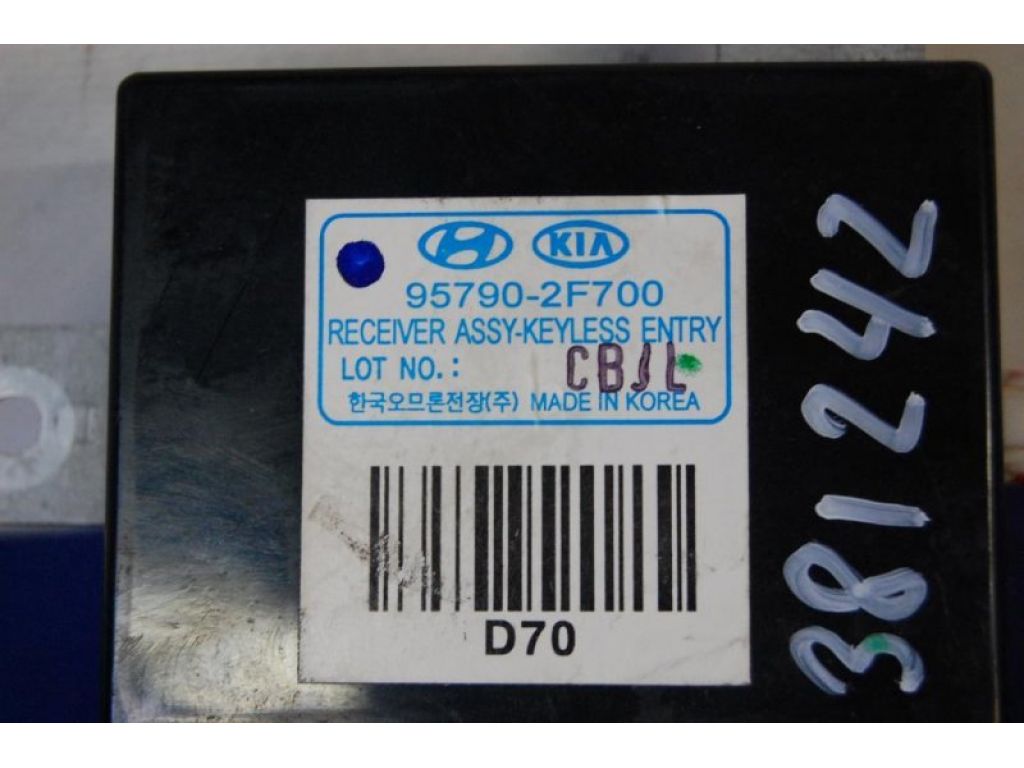 KIA
95790-2F700
RECEIVER ASSY-KEYLESS ENTRY
LOT NO.: CBJL
한국오므론전장(주) MADE IN KOREA
D70
381242